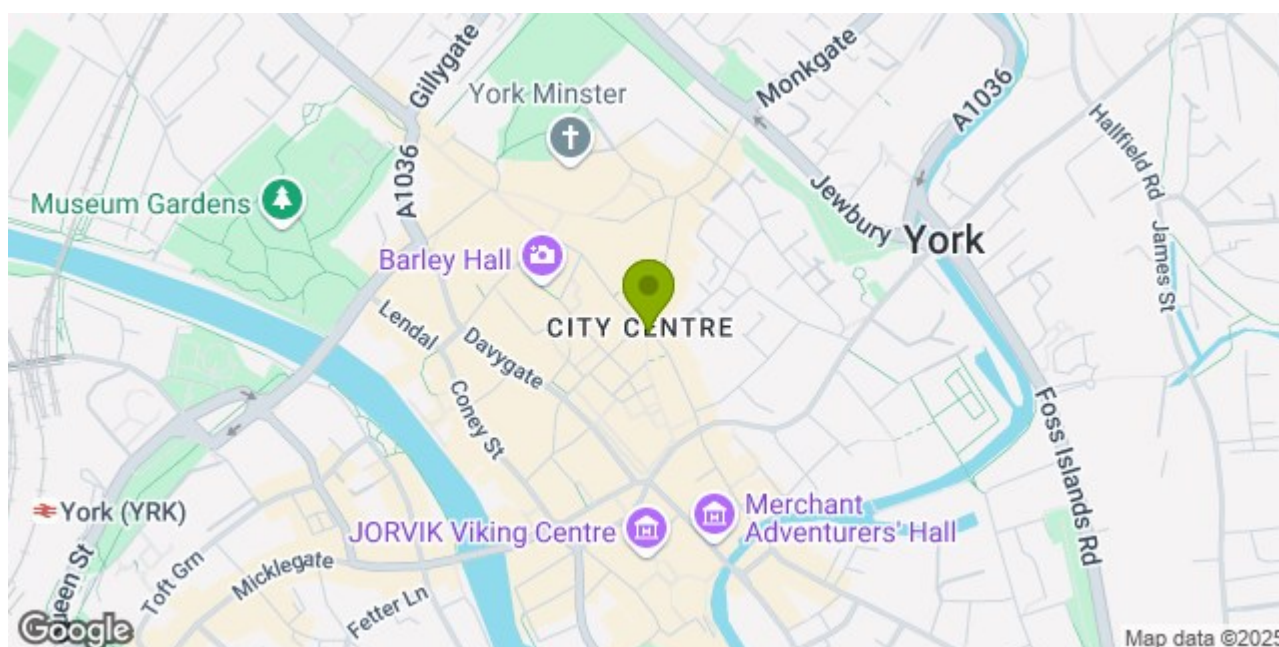 Gillygate
Monkgate
York Minster
A1036
Hallfield Rd
A1036
Museum Gardens
Jewbury
York
James St
Barley Hall
CITY CENTRE
Lendal
Davygate
Coney St
Foss Islands Rd
York (YRK)
JORVIK Viking Centre
Merchant
Adventurers' Hall
ueen St
Toft Grn
Micklegate
Fetter Ln
Google
Map data ©2025